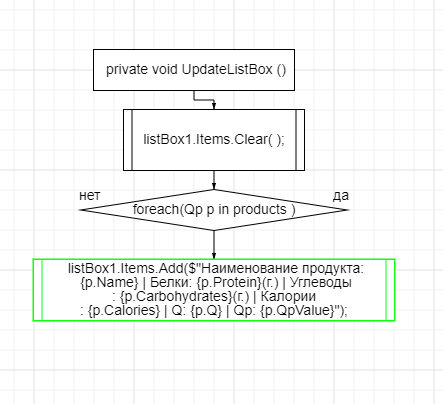 private void UpdateListBox ()
listBox1.Items.Clear( );
нет
да
foreach(Qp p in products )
listBox1.Items.Add($"Наименование продукта:
{p.Name} | Белки: {p.Protein}(г.) | Углеводы
: {p.Carbohydrates}(г.) | Калории
: {p.Calories} | Q: {p.Q} | Qp: {p.QpValue}");